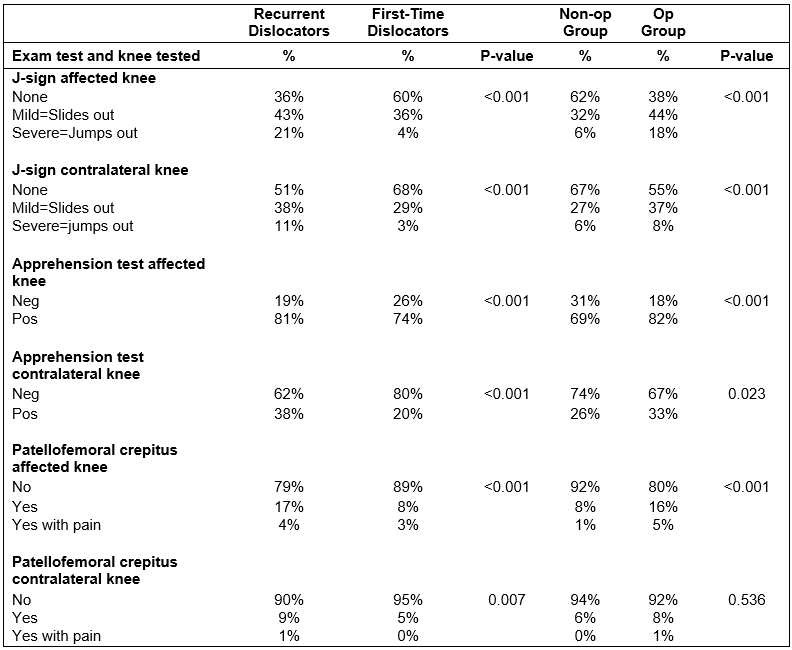 Recurrent Dislocators First-Time Dislocators Non-op Group Op Group
Exam test and knee tested % % P-value % % P-value
J-sign affected knee
None 36% 60% <0.001 62% 38% <0.001
Mild=Slides out 43% 36% 32% 44%
Severe=Jumps out 21% 4% 6% 18%
J-sign contralateral knee
None 51% 68% <0.001 67% 55% <0.001
Mild=Slides out 38% 29% 27% 37%
Severe=jumps out 11% 3% 6% 8%
Apprehension test affected
knee
Neg 19% 26% <0.001 31% 18% <0.001
Pos 81% 74% 69% 82%
Apprehension test
contralateral knee
Neg 62% 80% <0.001 74% 67% 0.023
Pos 38% 20% 26% 33%
Patellofemoral crepitus
affected knee
No 79% 89% <0.001 92% 80% <0.001
Yes 17% 8% 8% 16%
Yes with pain 4% 3% 1% 5%
Patellofemoral crepitus
contralateral knee
No 90% 95% 0.007 94% 92% 0.536
Yes 9% 5% 6% 8%
Yes with pain 1% 0% 0% 1%